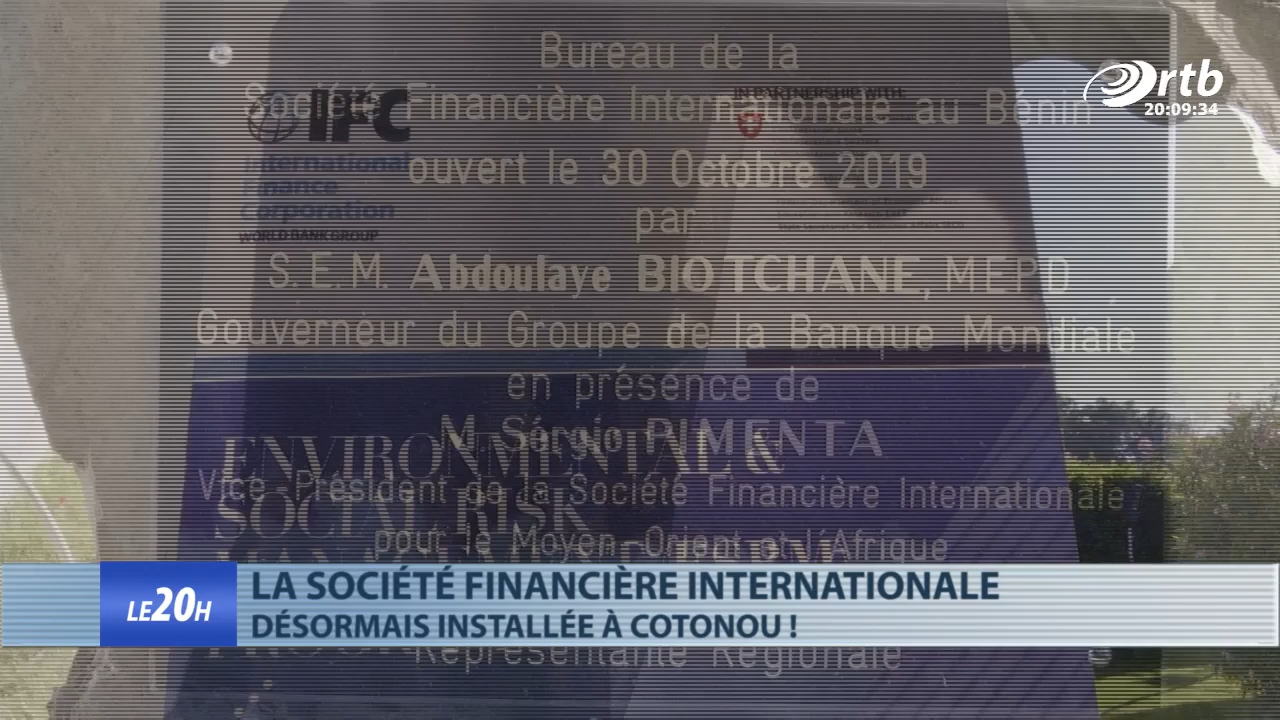 Bureau de la
Société Financière Internationale au Bénin
ouvert le 30 Octobre 2019
par
S.E.M. Abdoulaye BIO TCHANE, MEPD
Gouverneur du Groupe de la Banque Mondiale
en présence de
M. Sérgio PIMENTA
Vice -Président de la Société Financière Internationale
pour le Moyen-Orient et l'Afrique
Représentante Régionale
IFC
International
Finance
Corporation
WORLD BANK GROUP
IN PARTNERSHIP WITH:
ENVIRONMENTAL &
SOCIAL RISK
rtb
20:09:34
LE20H
LA SOCIÉTÉ FINANCIÈRE INTERNATIONALE
DÉSORMAIS INSTALLÉE À COTONOU !